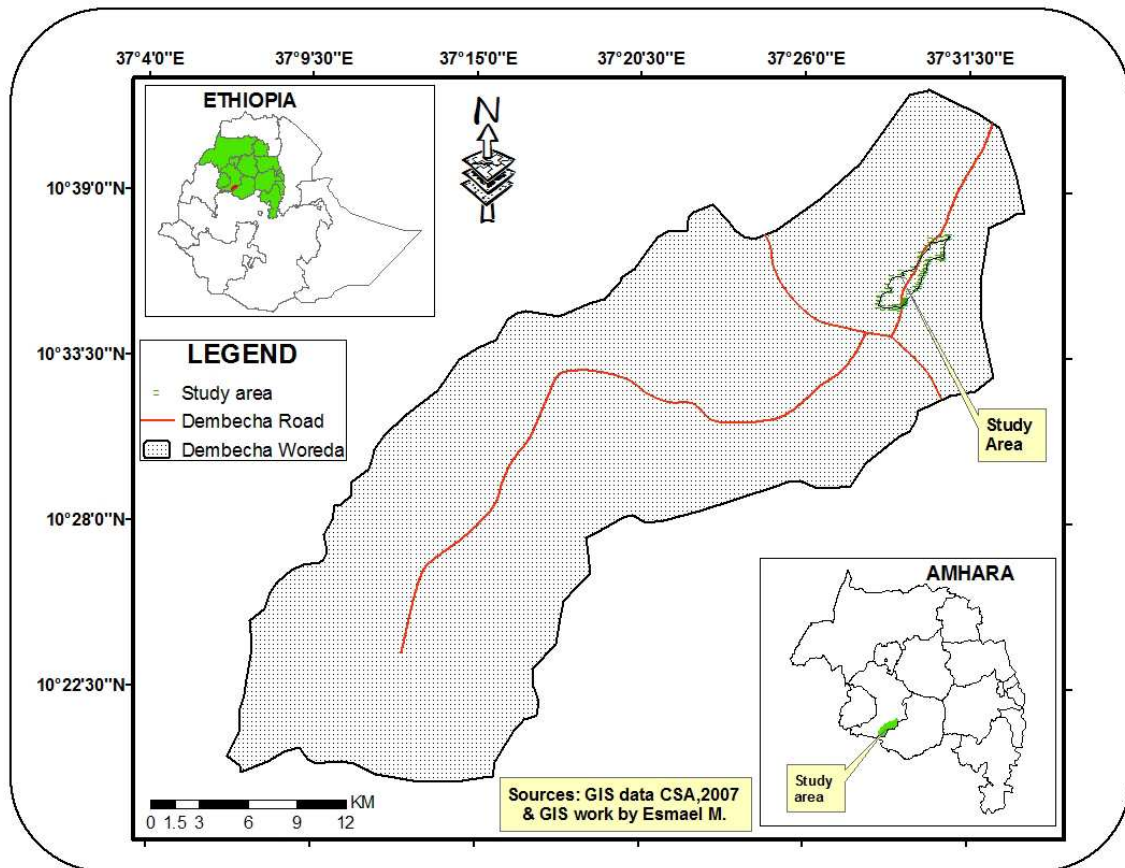 37°4'0"E 37°9'30"E 37°15'0"E 37°20'30"E 37°26'0"E 37°31'30"E
ETHIOPIA
N
10°39'0"N
10°33'30"N
LEGEND
Study area
Dembecha Road
Dembecha Woreda
Study
Area
10°28'0"N
AMHARA
10°22'30"N
Study
area
KM
0 1.5 3 6 9 12
Sources: GIS data CSA,2007
& GIS work by Esmael M.